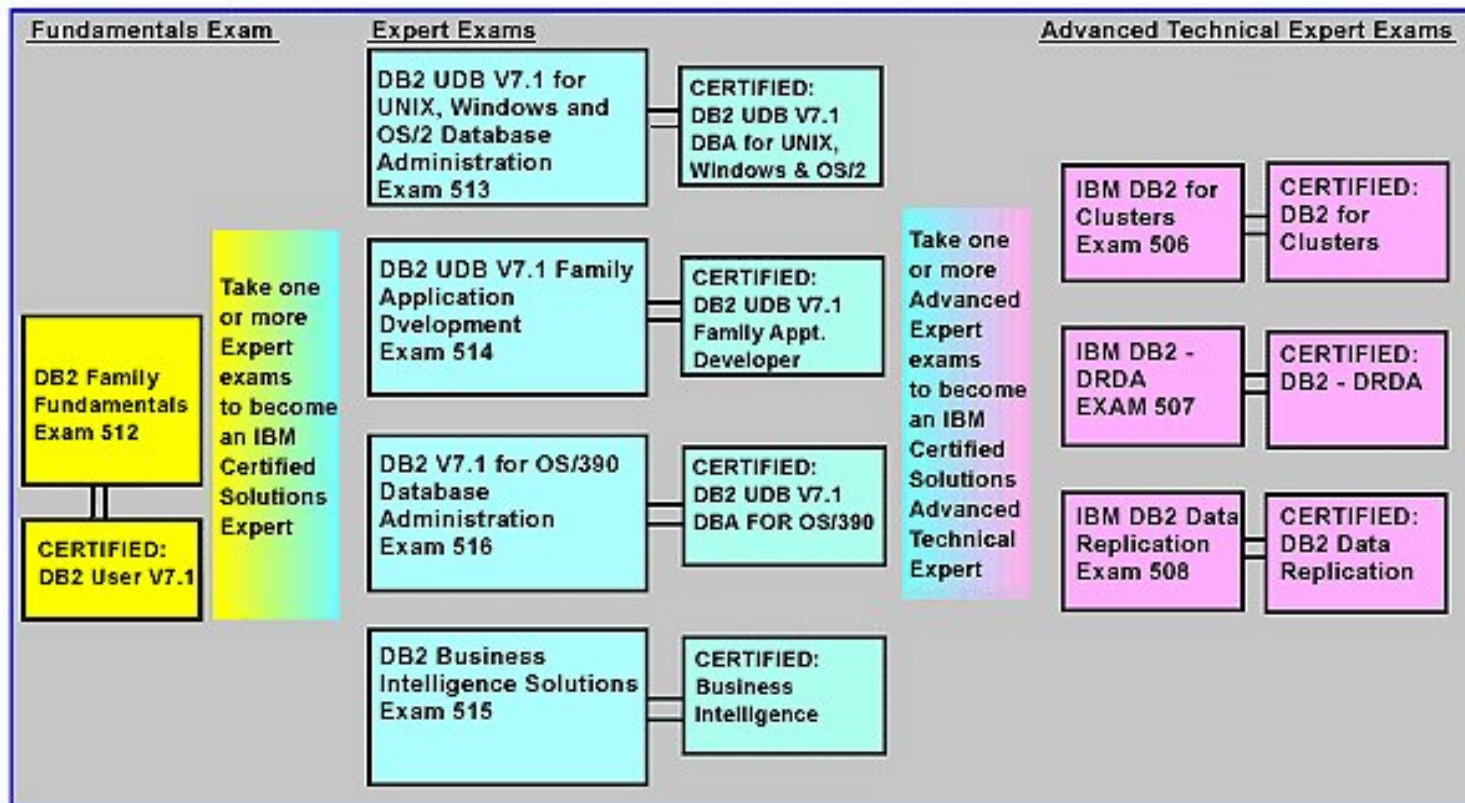 Fundamentals Exam
Expert Exams
Advanced Technical Expert Exams
DB2 Family
Fundamentals
Exam 512
CERTIFIED:
DB2 User V7.1
Take one
or more
Expert
exams
to become
an IBM
Certified
Solutions
Expert
DB2 UDB V7.1 for
UNIX, Windows and
OS/2 Database
Administration
Exam 513
CERTIFIED:
DB2 UDB V7.1
DBA for UNIX,
Windows & OS/2
DB2 UDB V7.1 Family
Application
Dvelopment
Exam 514
CERTIFIED:
DB2 UDB V7.1
Family Appt.
Developer
DB2 V7.1 for OS/390
Database
Administration
Exam 516
CERTIFIED:
DB2 UDB V7.1
DBA FOR OS/390
DB2 Business
Intelligence Solutions
Exam 515
CERTIFIED:
Business
Intelligence
Take one
or more
Advanced
Expert
exams
to become
an IBM
Certified
Solutions
Advanced
Technical
Expert
IBM DB2 for
Clusters
Exam 506
CERTIFIED:
DB2 for
Clusters
IBM DB2 -
DRDA
EXAM 507
CERTIFIED:
DB2 - DRDA
IBM DB2 Data
Replication
Exam 508
CERTIFIED:
DB2 Data
Replication